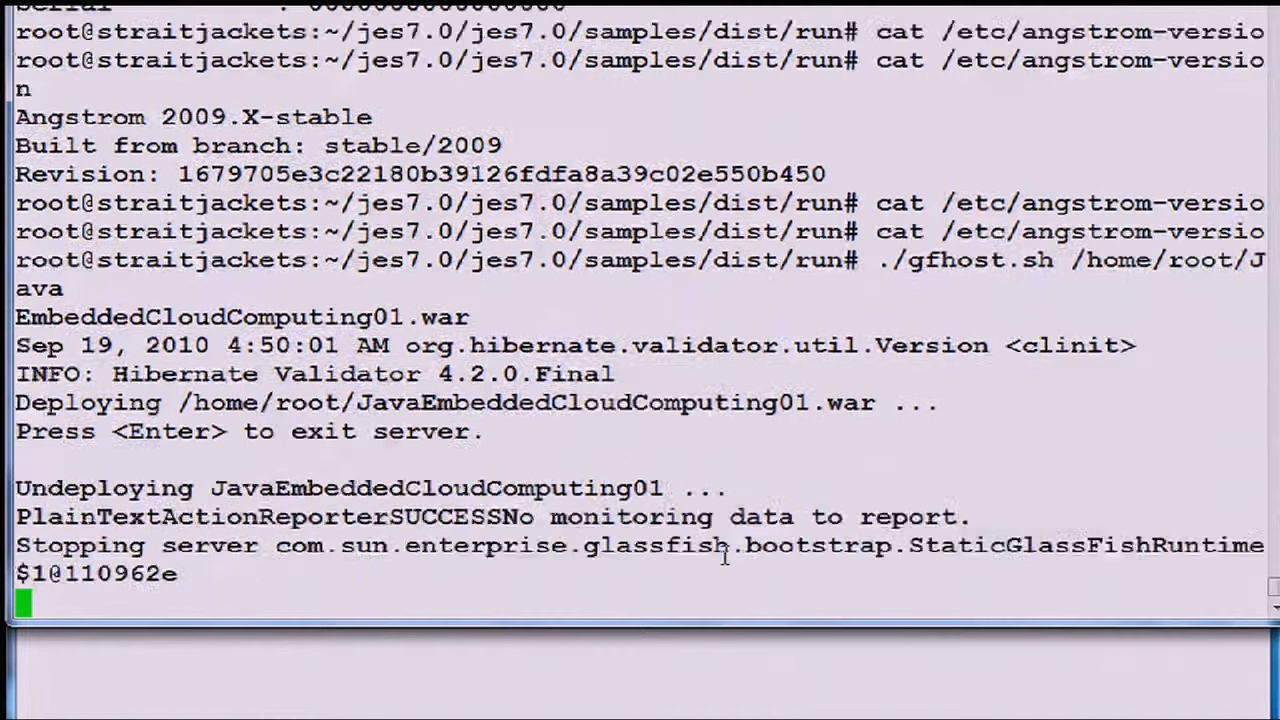 Serial : 0000000000000000
root@straitjackets:~/jes7.0/jes7.0/samples/dist/run# cat /etc/angstrom-versio
root@straitjackets:~/jes7.0/jes7.0/samples/dist/run# cat /etc/angstrom-versio
n
Angstrom 2009.X-stable
Built from branch: stable/2009
Revision: 1679705e3c22180b39126fdfa8a39c02e550b450
root@straitjackets:~/jes7.0/jes7.0/samples/dist/run# cat /etc/angstrom-versio
root@straitjackets:~/jes7.0/jes7.0/samples/dist/run# cat /etc/angstrom-versio
root@straitjackets:~/jes7.0/jes7.0/samples/dist/run# ./gfhost.sh /home/root/J
ava
EmbeddedCloudComputing01.war
Sep 19, 2010 4:50:01 AM org.hibernate.validator.util.Version <clinit>
INFO: Hibernate Validator 4.2.0.Final
Deploying /home/root/JavaEmbeddedCloudComputing01.war ...
Press <Enter> to exit server.
Undeploying JavaEmbeddedCloudComputing01 ...
PlainTextActionReporterSUCCESSNo monitoring data to report.
Stopping server com.sun.enterprise.glassfish.bootstrap.StaticGlassFishRuntime
$1@110962e